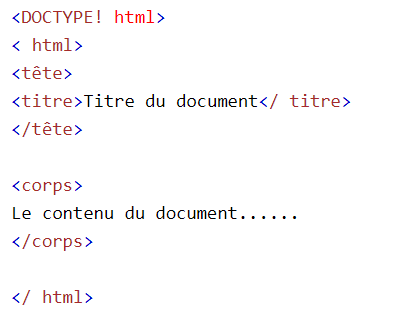 <DOCTYPE! html>
< html>
<tête>
<titre>Titre du document</ titre>
</tête>
<corps>
Le contenu du document......
</corps>
</ html>